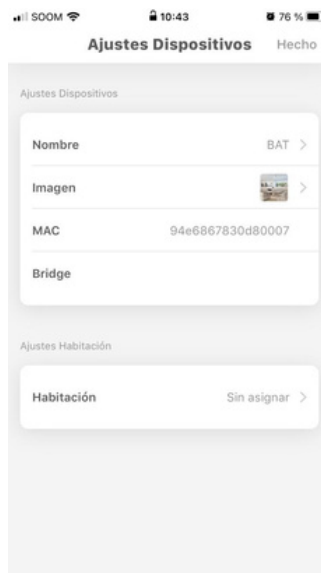 SOOM 10:43 76 %
Ajustes Dispositivos Hecho
Ajustes Dispositivos
Nombre BAT
Imagen
MAC 94e6867830d80007
Bridge
Ajustes Habitación
Habitación Sin asignar